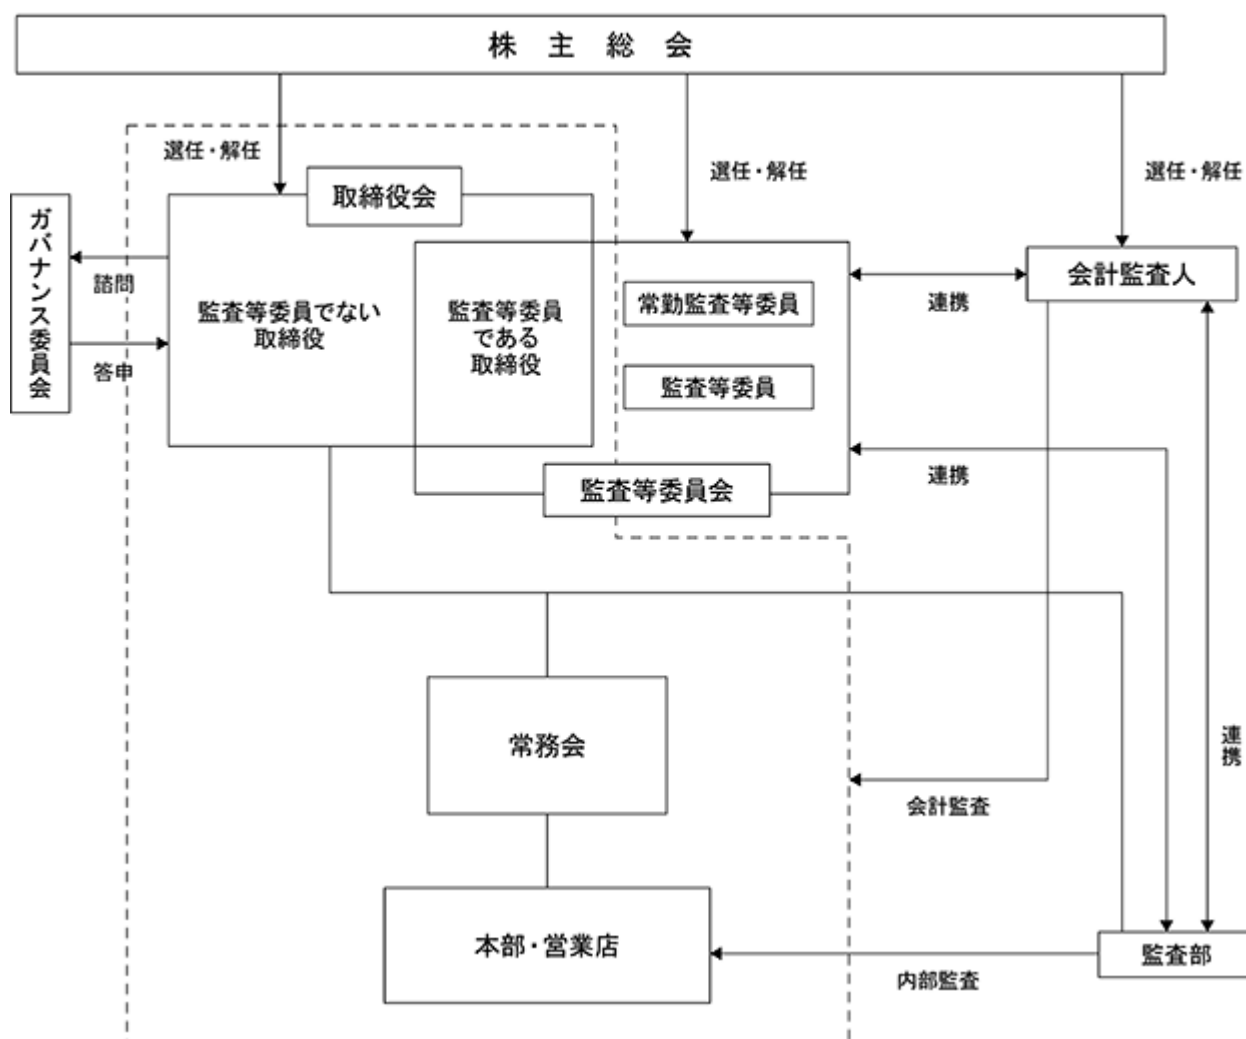 株主総会
選任・解任
選任・解任
選任・解任
取締役会
ガバナンス委員会
諮問
答申
監査等委員でない
取締役
監査等委員
である
取締役
常勤監査等委員
監査等委員
監査等委員会
会計監査人
連携
連携
連携
常務会
会計監査
本部・営業店
内部監査
監査部